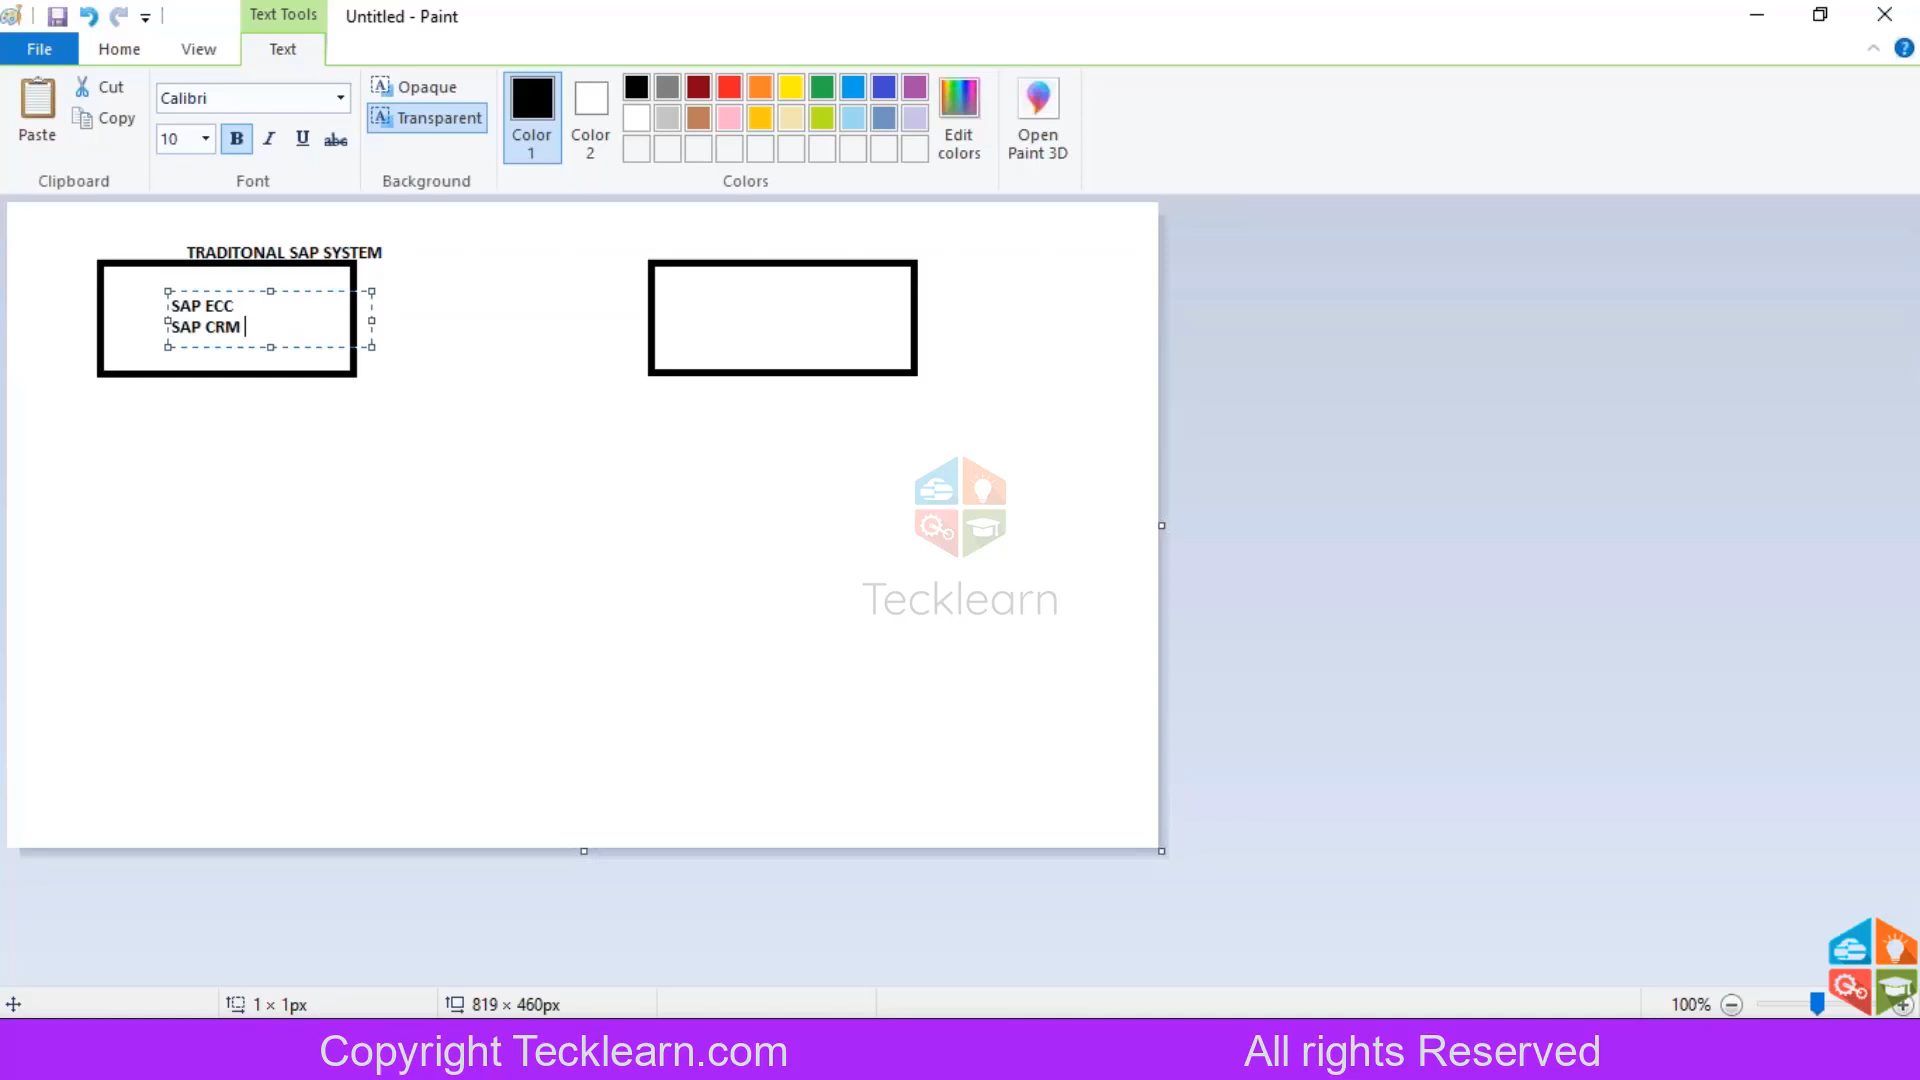 Text Tools
Untitled - Paint
File
Home
View
Text
Paste
Cut
Copy
Clipboard
Calibri
10
B
I
U
abc
Font
Opaque
Transparent
Background
Color 1
Color 2
Colors
Edit colors
Open Paint 3D
TRADITONAL SAP SYSTEM
SAP ECC
SAP CRM
Tecklearn
1 × 1px
819 × 460px
100%
Copyright Tecklearn.com
All rights Reserved